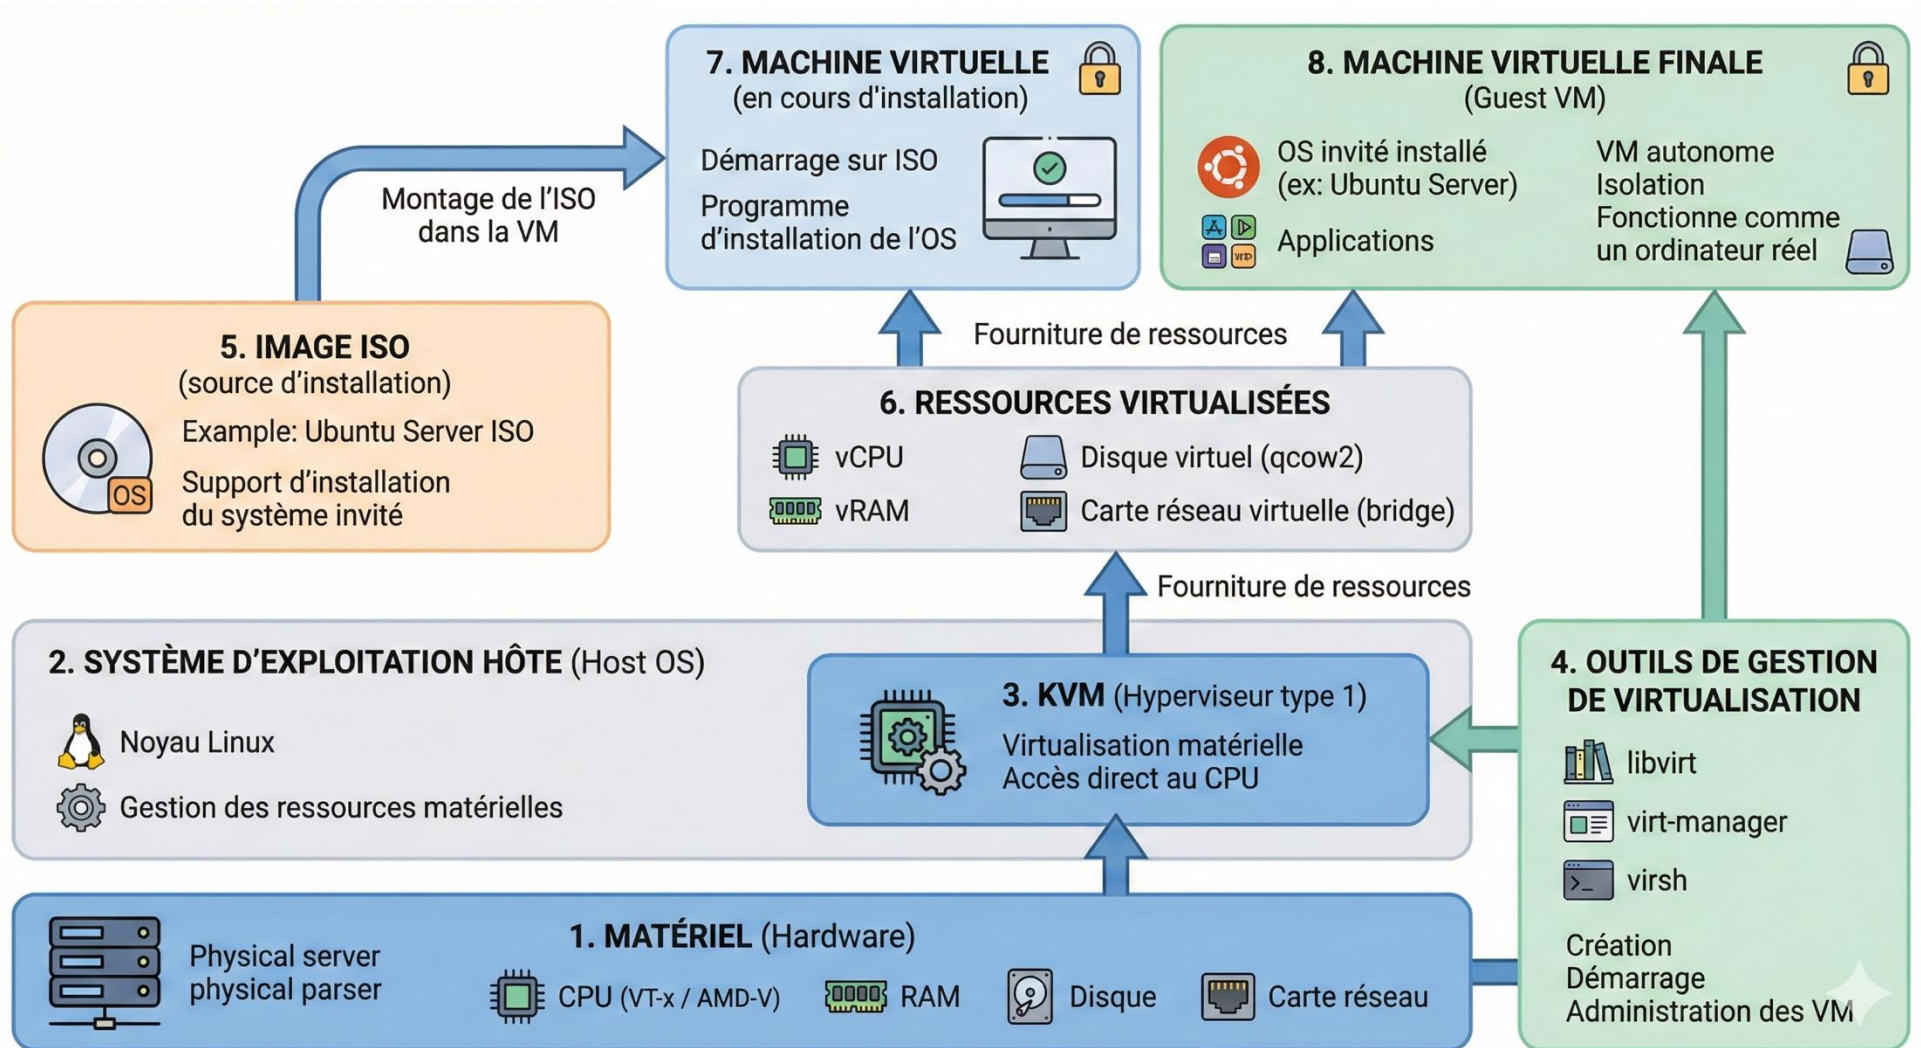 7. MACHINE VIRTUELLE
(en cours d'installation)
Démarrage sur ISO
Programme
d'installation de l'OS
8. MACHINE VIRTUELLE FINALE
(Guest VM)
OS invité installé
(ex: Ubuntu Server)
Applications
VM autonome
Isolation
Fonctionne comme
un ordinateur réel
Montage de l'ISO
dans la VM
5. IMAGE ISO
(source d'installation)
Example: Ubuntu Server ISO
Support d'installation
du système invité
OS
Fourniture de ressources
6. RESSOURCES VIRTUALISÉES
vCPU
Disque virtuel (qcow2)
vRAM
Carte réseau virtuelle (bridge)
Fourniture de ressources
2. SYSTÈME D'EXPLOITATION HÔTE (Host OS)
Noyau Linux
Gestion des ressources matérielles
3. KVM (Hyperviseur type 1)
Virtualisation matérielle
Accès direct au CPU
4. OUTILS DE GESTION
DE VIRTUALISATION
libvirt
virt-manager
virsh
Création
Démarrage
Administration des VM
1. MATÉRIEL (Hardware)
Physical server
physical parser
CPU (VT-x / AMD-V)
RAM
Disque
Carte réseau